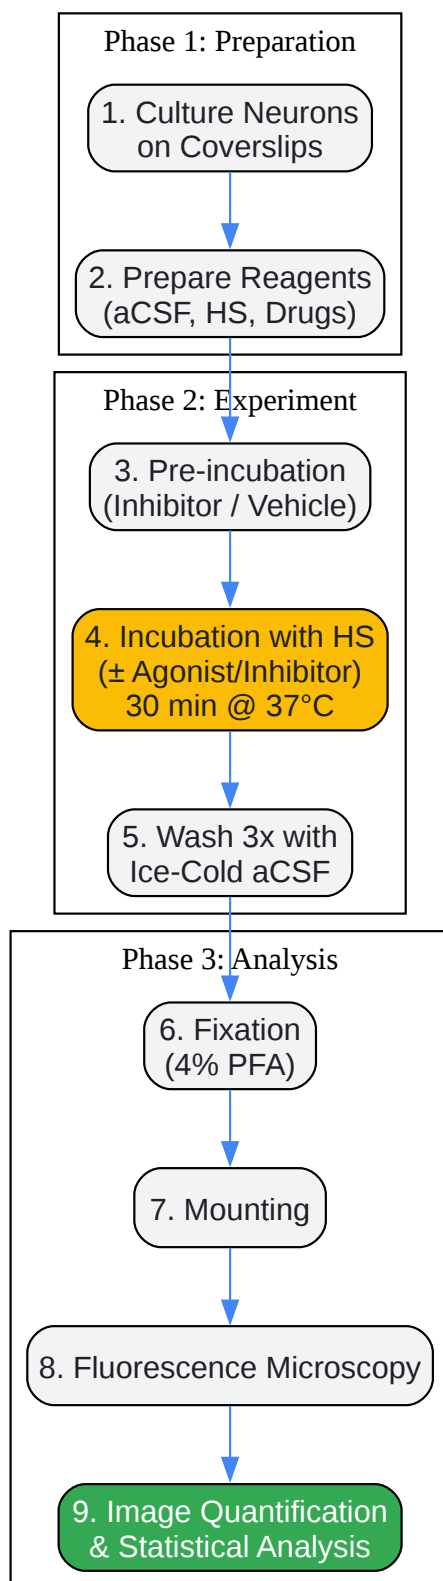 Phase 1: Preparation
1. Culture Neurons
on Coverslips
2. Prepare Reagents
(aCSF, HS, Drugs)
Phase 2: Experiment
3. Pre-incubation
(Inhibitor / Vehicle)
4. Incubation with HS
(± Agonist/Inhibitor)
30 min @ 37°C
5. Wash 3x with
Ice-Cold aCSF
Phase 3: Analysis
6. Fixation
(4% PFA)
7. Mounting
8. Fluorescence Microscopy
9. Image Quantification
& Statistical Analysis